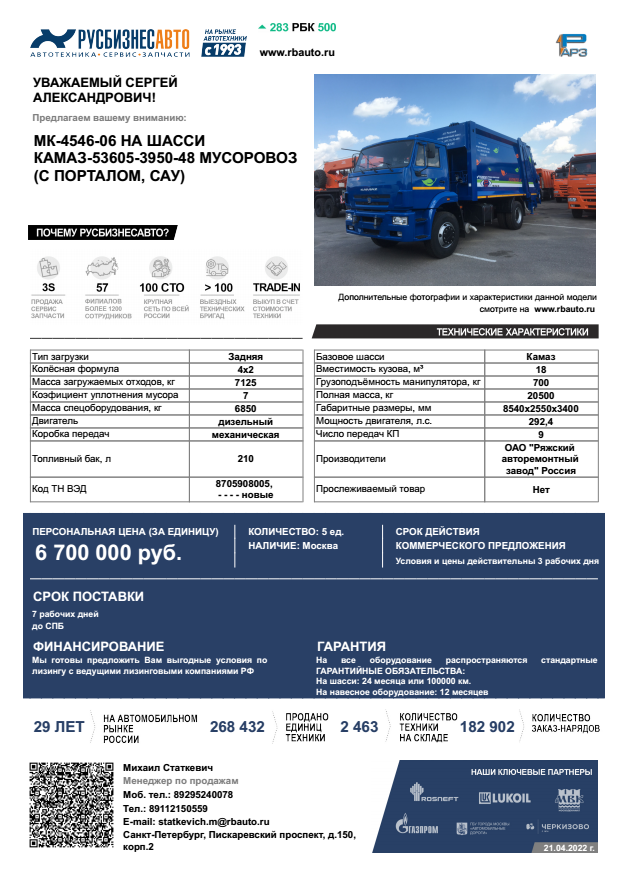 РУСБИЗНЕСАВТО
АВТОТЕХНИКА•СЕРВИС•ЗАПЧАСТИ
НА РЫНКЕ
АВТОТЕХНИКИ
с 1993
283 РБК 500
www.rbauto.ru
РАРЗ
УВАЖАЕМЫЙ СЕРГЕЙ
АЛЕКСАНДРОВИЧ!
Предлагаем вашему вниманию:
МК-4546-06 НА ШАССИ
КАМАЗ-53605-3950-48 МУСОРОВОЗ
(С ПОРТАЛОМ, САУ)
ПОЧЕМУ РУСБИЗНЕСАВТО?
3S
ПРОДАЖА
СЕРВИС
ЗАПЧАСТИ
57
ФИЛИАЛОВ
БОЛЕЕ 1200
СОТРУДНИКОВ
100 СТО
КРУПНАЯ
СЕТЬ ПО ВСЕЙ
РОССИИ
> 100
ВЫЕЗДНЫХ
ТЕХНИЧЕСКИХ
БРИГАД
TRADE-IN
ВЫКУП В СЧЕТ
СТОИМОСТИ
ТЕХНИКИ
Дополнительные фотографии и характеристики данной модели
смотрите на www.rbauto.ru
ТЕХНИЧЕСКИЕ ХАРАКТЕРИСТИКИ
Тип загрузки Задняя
Колёсная формула 4x2
Масса загружаемых отходов, кг 7125
Коэфициент уплотнения мусора 7
Масса спецоборудования, кг 6850
Двигатель дизельный
Коробка передач механическая
Топливный бак, л 210
Код ТН ВЭД 8705908005,
- - - - новые
Базовое шасси Камаз
Вместимость кузова, м³ 18
Грузоподъёмность манипулятора, кг 700
Полная масса, кг 20500
Габаритные размеры, мм 8540x2550x3400
Мощность двигателя, л.с. 292,4
Число передач КП 9
Производители ОАО "Ряжский
авторемонтный
завод" Россия
Прослеживаемый товар Нет
ПЕРСОНАЛЬНАЯ ЦЕНА (ЗА ЕДИНИЦУ)
6 700 000 руб.
КОЛИЧЕСТВО: 5 ед.
НАЛИЧИЕ: Москва
СРОК ДЕЙСТВИЯ
КОММЕРЧЕСКОГО ПРЕДЛОЖЕНИЯ
Условия и цены действительны 3 рабочих дня
СРОК ПОСТАВКИ
7 рабочих дней
до СПБ
ФИНАНСИРОВАНИЕ
Мы готовы предложить Вам выгодные условия по
лизингу с ведущими лизинговыми компаниями РФ
ГАРАНТИЯ
На все оборудование распространяются стандартные
ГАРАНТИЙНЫЕ ОБЯЗАТЕЛЬСТВА:
На шасси: 24 месяца или 100000 км.
На навесное оборудование: 12 месяцев
29 ЛЕТ
НА АВТОМОБИЛЬНОМ
РЫНКЕ
РОССИИ
268 432
ПРОДАНО
ЕДИНИЦ
ТЕХНИКИ
2 463
КОЛИЧЕСТВО
ТЕХНИКИ
НА СКЛАДЕ
182 902
КОЛИЧЕСТВО
ЗАКАЗ-НАРЯДОВ
Михаил Статкевич
Менеджер по продажам
Моб. тел.: 89295240078
Тел.: 89112150559
E-mail: statkevich.m@rbauto.ru
Санкт-Петербург, Пискаревский проспект, д.150,
корп.2
НАШИ КЛЮЧЕВЫЕ ПАРТНЕРЫ
РОСНЕФТ
LUKOIL
ГАЗПРОМ
ГБУ ГОРОДА МОСКВЫ
«АВТОМОБИЛЬНЫЕ
ДОРОГИ»
ЧЕРКИЗОВО
21.04.2022 г.